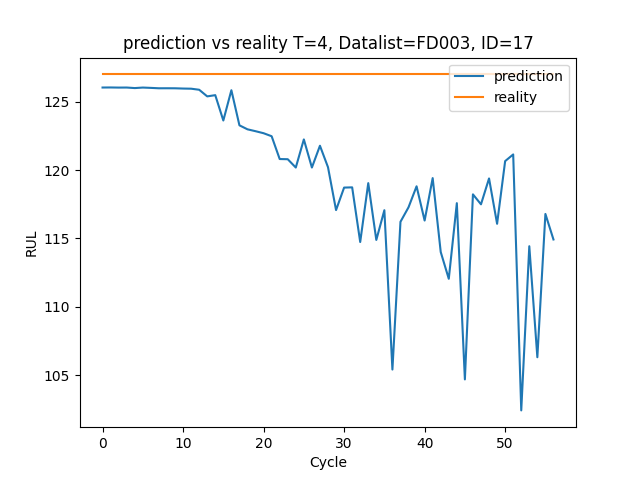 prediction vs reality T=4, Datalist=FD003, ID=17
prediction
reality
125
120
115
110
105
RUL
0 10 20 30 40 50
Cycle